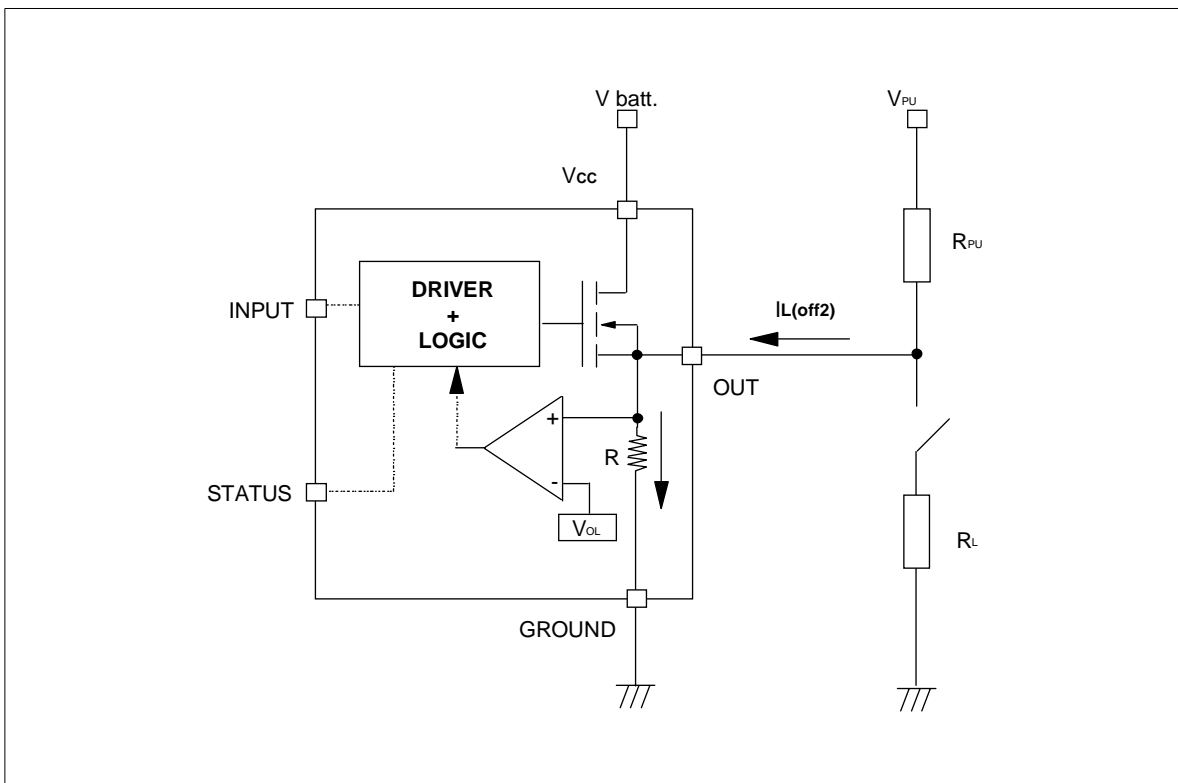 V batt.
VPU
Vcc
RPU
DRIVER
+
LOGIC
INPUT
IL(off2)
OUT
+
R
-
STATUS
VOL
RL
GROUND